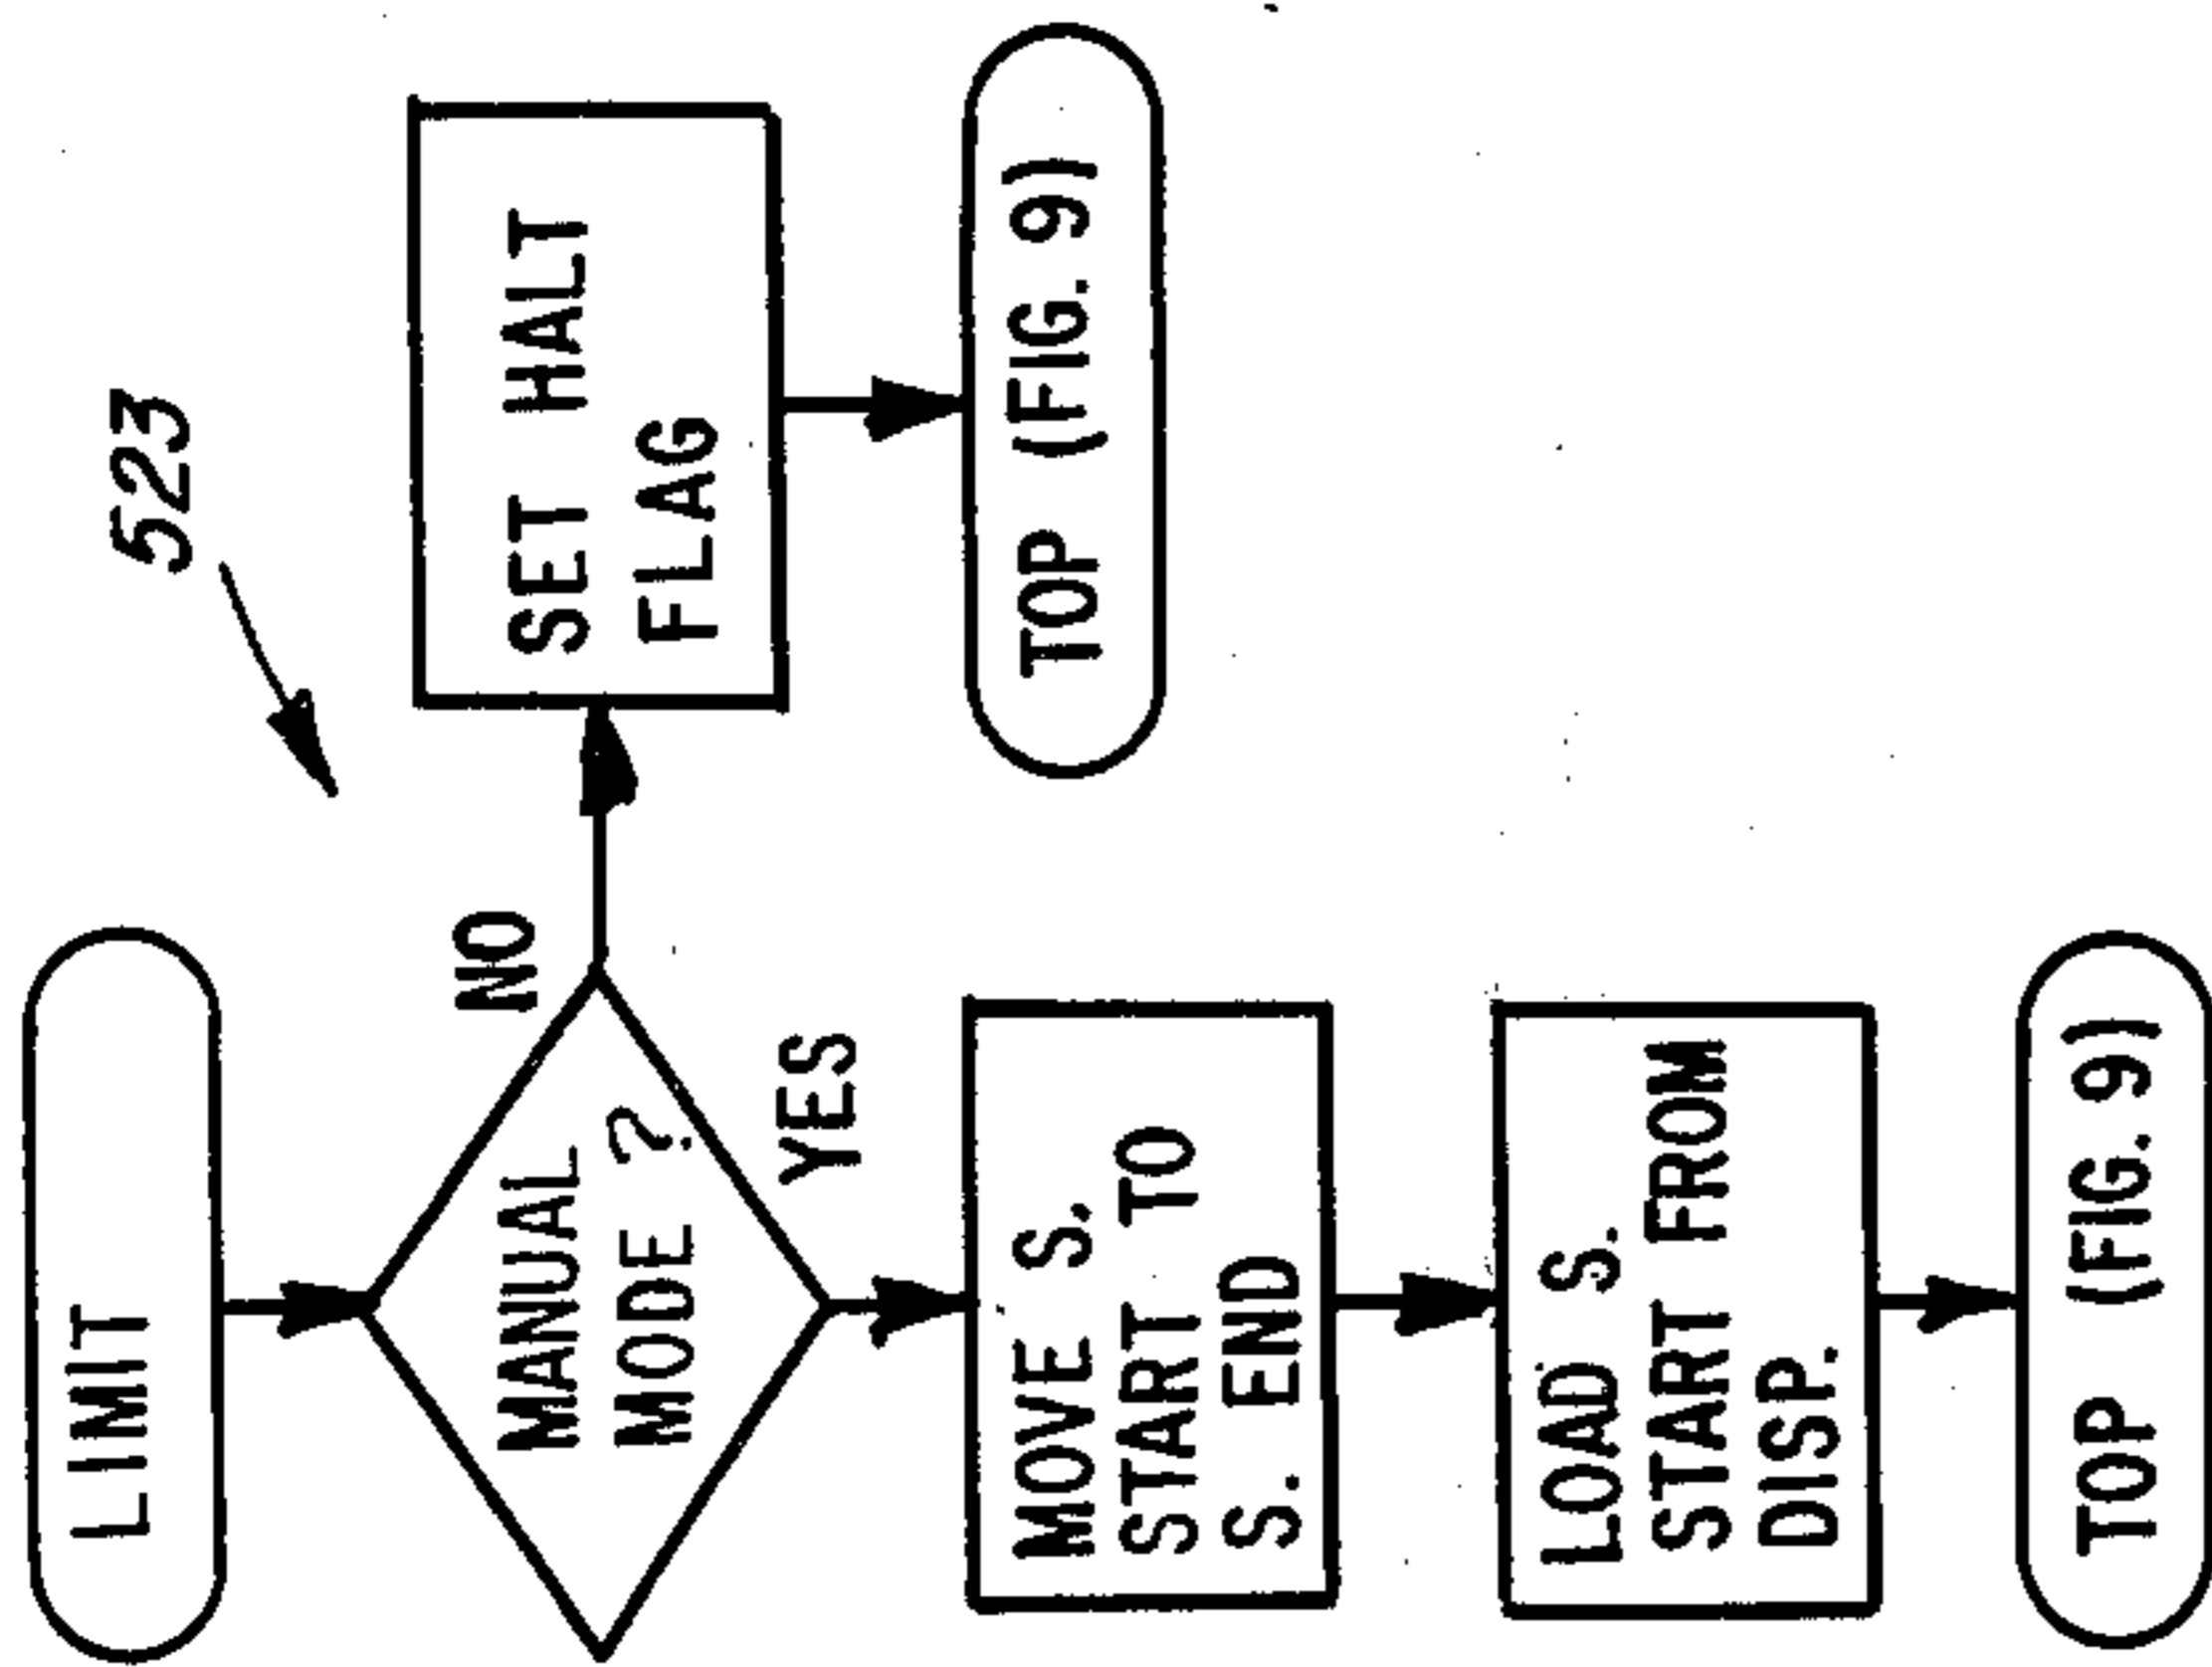 523
LIMIT
MANUAL
MODE ?
NO
YES
SET HALT
FLAG
TOP (FIG. 9)
MOVE S.
START TO
S. END
LOAD S.
START FROM
DISP.
TOP (FIG. 9)